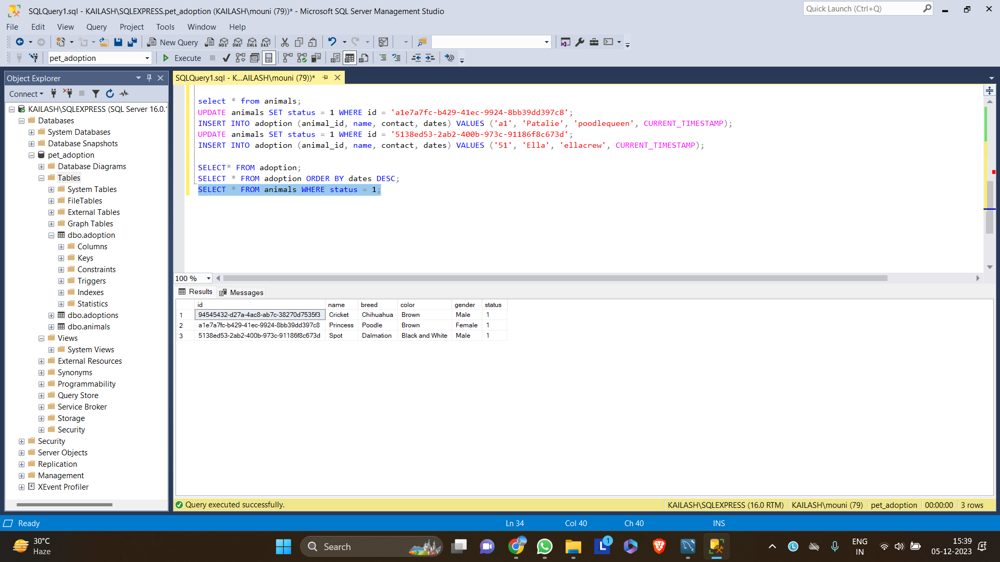 SQLQuery1.sql - KAILASH\SQLEXPRESS.pet_adoption (KAILASH\mouni (79))* - Microsoft SQL Server Management Studio
Quick Launch (Ctrl+Q)
File Edit View Query Project Tools Window Help
New Query
MDX DMX XMLA DAX
pet_adoption
Execute
Object Explorer
SQLQuery1.sql - K...AILASH\mouni (79))*
Connect
KAILASH\SQLEXPRESS (SQL Server 16.0.1
Databases
System Databases
Database Snapshots
pet_adoption
Database Diagrams
Tables
System Tables
FileTables
External Tables
Graph Tables
dbo.adoption
Columns
Keys
Constraints
Triggers
Indexes
Statistics
dbo.adoptions
dbo.animals
Views
System Views
External Resources
Synonyms
Programmability
Query Store
Service Broker
Storage
Security
Security
Server Objects
Replication
Management
XEvent Profiler
select * from animals;
UPDATE animals SET status = 1 WHERE id = 'a1e7a7fc-b429-41ec-9924-8bb39dd397c8';
INSERT INTO adoption (animal_id, name, contact, dates) VALUES ('a1', 'Patalie', 'poodlequeen', CURRENT_TIMESTAMP);
UPDATE animals SET status = 1 WHERE id = '5138ed53-2ab2-400b-973c-91186f8c673d';
INSERT INTO adoption (animal_id, name, contact, dates) VALUES ('51', 'Ella', 'ellacrew', CURRENT_TIMESTAMP);
SELECT* FROM adoption;
SELECT * FROM adoption ORDER BY dates DESC;
SELECT * FROM animals WHERE status = 1;
100 %
Results Messages
id name breed color gender status
1 94545432-d27a-4ac8-ab7c-38270d7535f3 Cricket Chihuahua Brown Male 1
2 a1e7a7fc-b429-41ec-9924-8bb39dd397c8 Princess Poodle Brown Female 1
3 5138ed53-2ab2-400b-973c-91186f8c673d Spot Dalmation Black and White Male 1
Query executed successfully.
KAILASH\SQLEXPRESS (16.0 RTM) KAILASH\mouni (79) pet_adoption 00:00:00 3 rows
Ready
Ln 34 Col 40 Ch 40 INS
30°C
Haze
Search
L 1
L
ENG
IN
15:39
05-12-2023